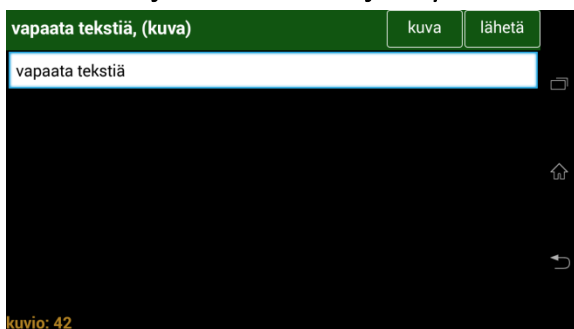 vapaata tekstiä, (kuva) kuva lähetä
vapaata tekstiä
kuvio: 42